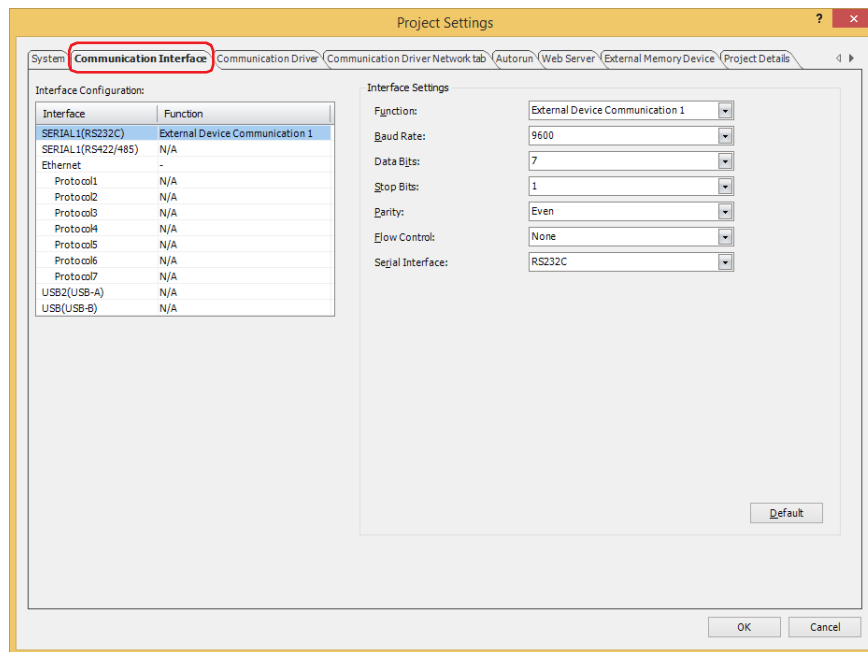 Project Settings
?
×
System Communication Interface Communication Driver Communication Driver Network tab Autorun Web Server External Memory Device Project Details
Interface Configuration:
Interface Function
SERIAL1(RS232C) External Device Communication 1
SERIAL1(RS422/485) N/A
Ethernet -
Protocol1 N/A
Protocol2 N/A
Protocol3 N/A
Protocol4 N/A
Protocol5 N/A
Protocol6 N/A
Protocol7 N/A
USB2(USB-A) N/A
USB(USB-B) N/A
Interface Settings
Function: External Device Communication 1
Baud Rate: 9600
Data Bits: 7
Stop Bits: 1
Parity: Even
Flow Control: None
Serial Interface: RS232C
Default
OK Cancel